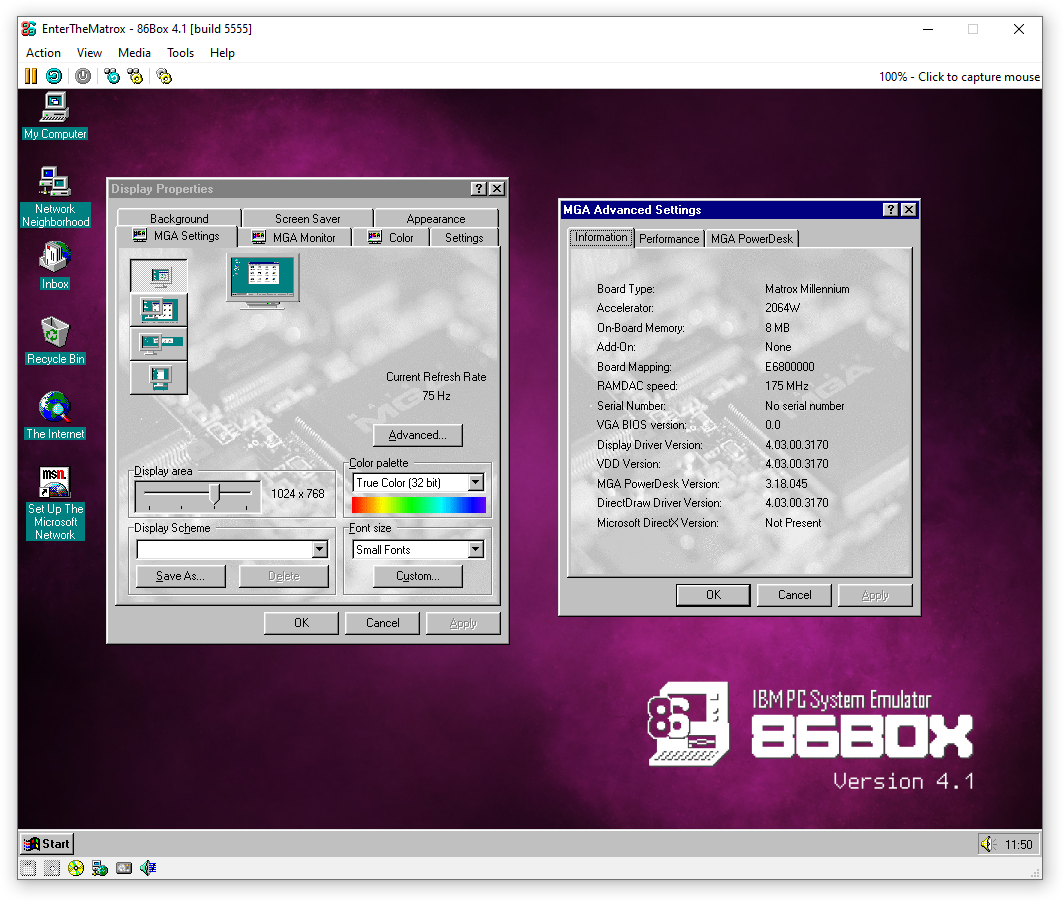 EnterTheMatrox - 86Box 4.1 [build 5555]
Action View Media Tools Help
100% - Click to capture mouse
My Computer
Network
Neighborhood
Inbox
Recycle Bin
The Internet
msn.
Set Up The
Microsoft
Network
Display Properties
Background Screen Saver Appearance
MGA Settings MGA Monitor Color Settings
Current Refresh Rate
75 Hz
Advanced...
Display area
1024 x 768
Color palette
True Color (32 bit)
Display Scheme
Save As... Delete
Font size
Small Fonts
Custom...
OK Cancel Apply
MGA Advanced Settings
Information Performance MGA PowerDesk
Board Type: Matrox Millennium
Accelerator: 2064W
On-Board Memory: 8 MB
Add-On: None
Board Mapping: E6800000
RAMDAC speed: 175 MHz
Serial Number: No serial number
VGA BIOS version: 0.0
Display Driver Version: 4.03.00.3170
VDD Version: 4.03.00.3170
MGA PowerDesk Version: 3.18.045
DirectDraw Driver Version: 4.03.00.3170
Microsoft DirectX Version: Not Present
OK Cancel Apply
86
IBM PC System Emulator
86BOX
Version 4.1
Start
11:50